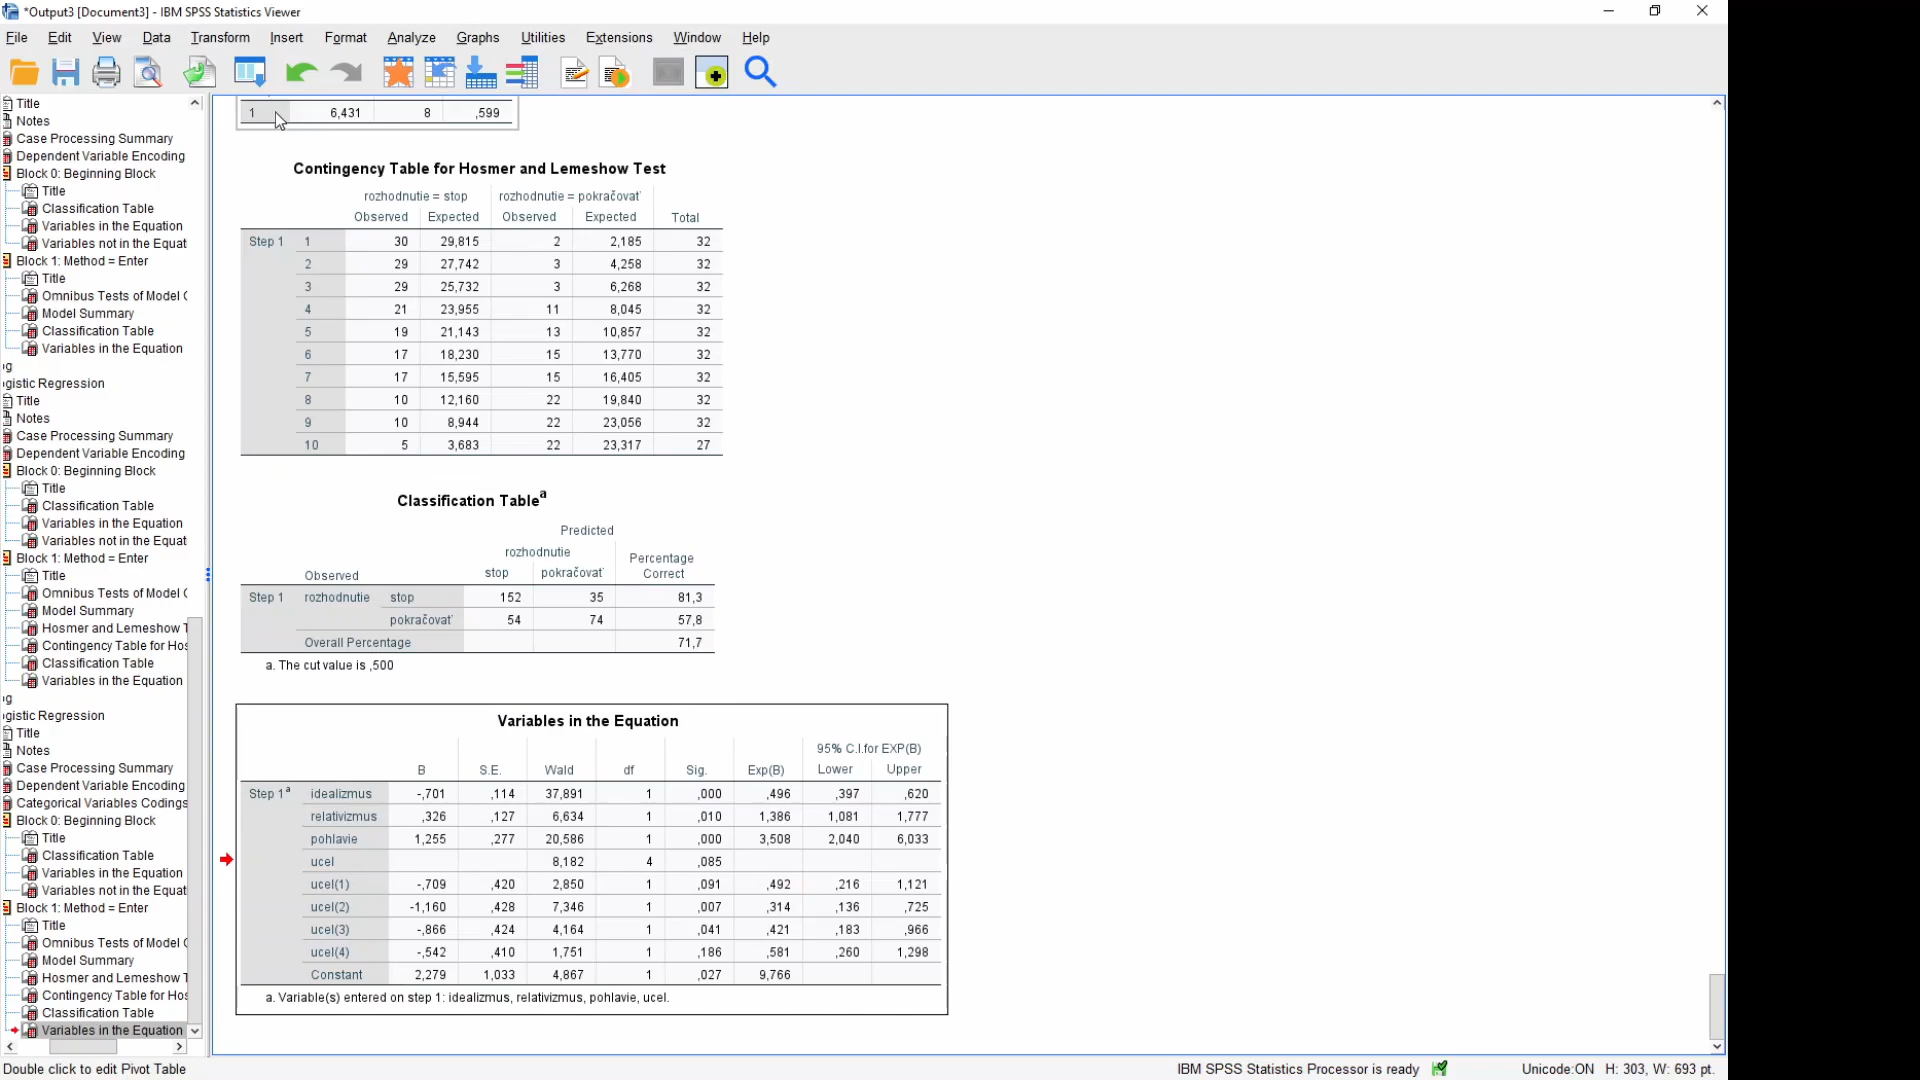 *Output3 [Document3] - IBM SPSS Statistics Viewer
File Edit View Data Transform Insert Format Analyze Graphs Utilities Extensions Window Help
Title
Notes
Case Processing Summary
Dependent Variable Encoding
Block 0: Beginning Block
Title
Classification Table
Variables in the Equation
Variables not in the Equat
Block 1: Method = Enter
Title
Omnibus Tests of Model C
Model Summary
Classification Table
Variables in the Equation
og
ogistic Regression
Title
Notes
Case Processing Summary
Dependent Variable Encoding
Block 0: Beginning Block
Title
Classification Table
Variables in the Equation
Variables not in the Equat
Block 1: Method = Enter
Title
Omnibus Tests of Model C
Model Summary
Hosmer and Lemeshow T
Contingency Table for Hos
Classification Table
Variables in the Equation
og
ogistic Regression
Title
Notes
Case Processing Summary
Dependent Variable Encoding
Categorical Variables Codings
Block 0: Beginning Block
Title
Classification Table
Variables in the Equation
Variables not in the Equat
Block 1: Method = Enter
Title
Omnibus Tests of Model C
Model Summary
Hosmer and Lemeshow T
Contingency Table for Hos
Classification Table
Variables in the Equation
1 6,431 8 ,599
Contingency Table for Hosmer and Lemeshow Test
rozhodnutie = stop rozhodnutie = pokračovať
Observed Expected Observed Expected Total
Step 1 1 30 29,815 2 2,185 32
2 29 27,742 3 4,258 32
3 29 25,732 3 6,268 32
4 21 23,955 11 8,045 32
5 19 21,143 13 10,857 32
6 17 18,230 15 13,770 32
7 17 15,595 15 16,405 32
8 10 12,160 22 19,840 32
9 10 8,944 22 23,056 32
10 5 3,683 22 23,317 27
Classification Tableᵃ
Predicted
rozhodnutie Percentage
Observed stop pokračovať Correct
Step 1 rozhodnutie stop 152 35 81,3
pokračovať 54 74 57,8
Overall Percentage 71,7
a. The cut value is ,500
Variables in the Equation
95% C.I.for EXP(B)
B S.E. Wald df Sig. Exp(B) Lower Upper
Step 1ᵃ idealizmus -,701 ,114 37,891 1 ,000 ,496 ,397 ,620
relativizmus ,326 ,127 6,634 1 ,010 1,386 1,081 1,777
pohlavie 1,255 ,277 20,586 1 ,000 3,508 2,040 6,033
ucel 8,182 4 ,085
ucel(1) -,709 ,420 2,850 1 ,091 ,492 ,216 1,121
ucel(2) -1,160 ,428 7,346 1 ,007 ,314 ,136 ,725
ucel(3) -,866 ,424 4,164 1 ,041 ,421 ,183 ,966
ucel(4) -,542 ,410 1,751 1 ,186 ,581 ,260 1,298
Constant 2,279 1,033 4,867 1 ,027 9,766
a. Variable(s) entered on step 1: idealizmus, relativizmus, pohlavie, ucel.
Double click to edit Pivot Table IBM SPSS Statistics Processor is ready Unicode:ON H: 303, W: 693 pt.